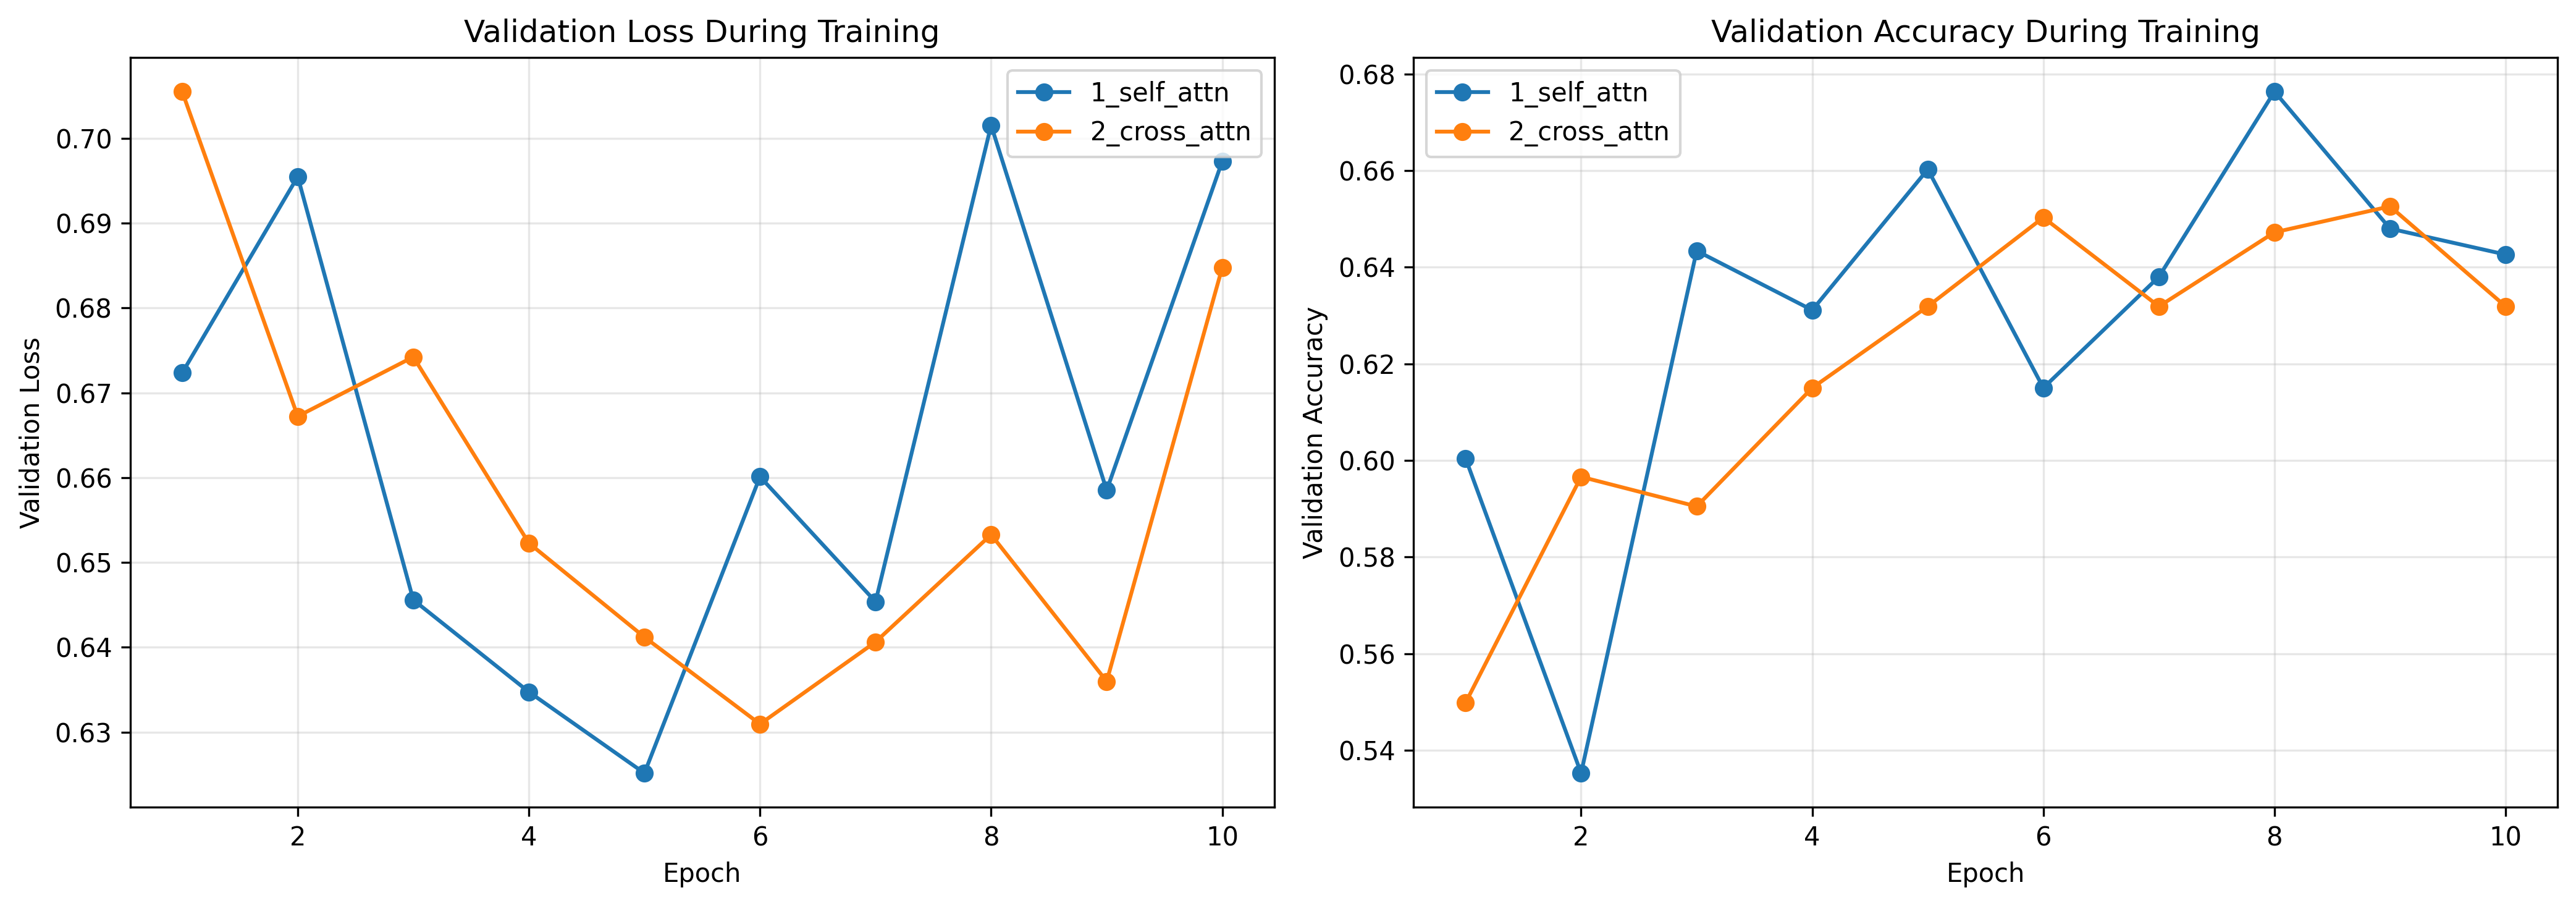 Validation Loss During Training
1_self_attn
2_cross_attn
0.70
0.69
0.68
0.67
0.66
0.65
0.64
0.63
Validation Loss
2 4 6 8 10
Epoch
Validation Accuracy During Training
1_self_attn
2_cross_attn
0.68
0.66
0.64
0.62
0.60
0.58
0.56
0.54
Validation Accuracy
2 4 6 8 10
Epoch